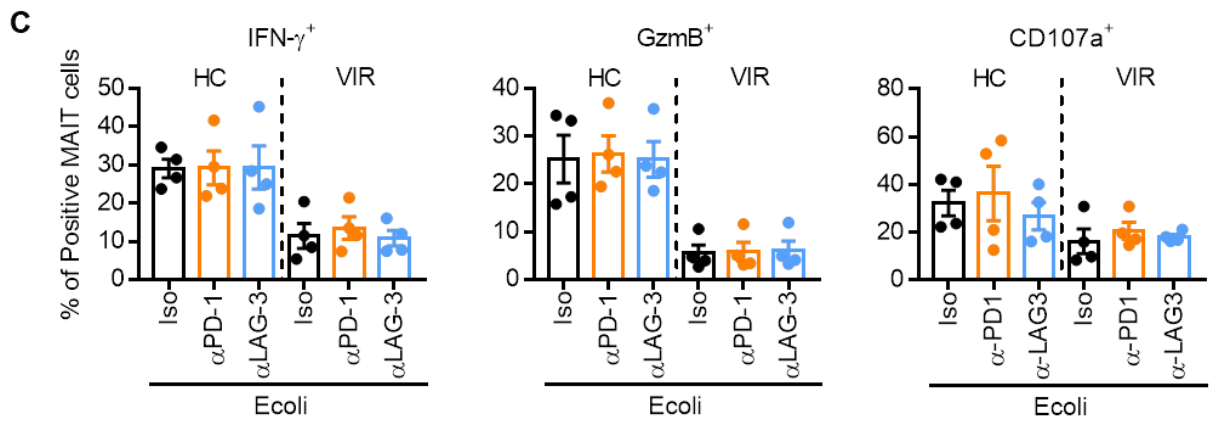 C
IFN-γ+
GzmB+
CD107a+
% of Positive MAIT cells
HC
VIR
50
40
30
20
10
0
Iso
αPD-1
αLAG-3
Iso
αPD-1
αLAG-3
Ecoli
HC
VIR
40
30
20
10
0
Iso
αPD-1
αLAG-3
Iso
αPD-1
αLAG-3
Ecoli
HC
VIR
80
60
40
20
0
Iso
α-PD1
α-LAG3
Iso
α-PD1
α-LAG3
Ecoli